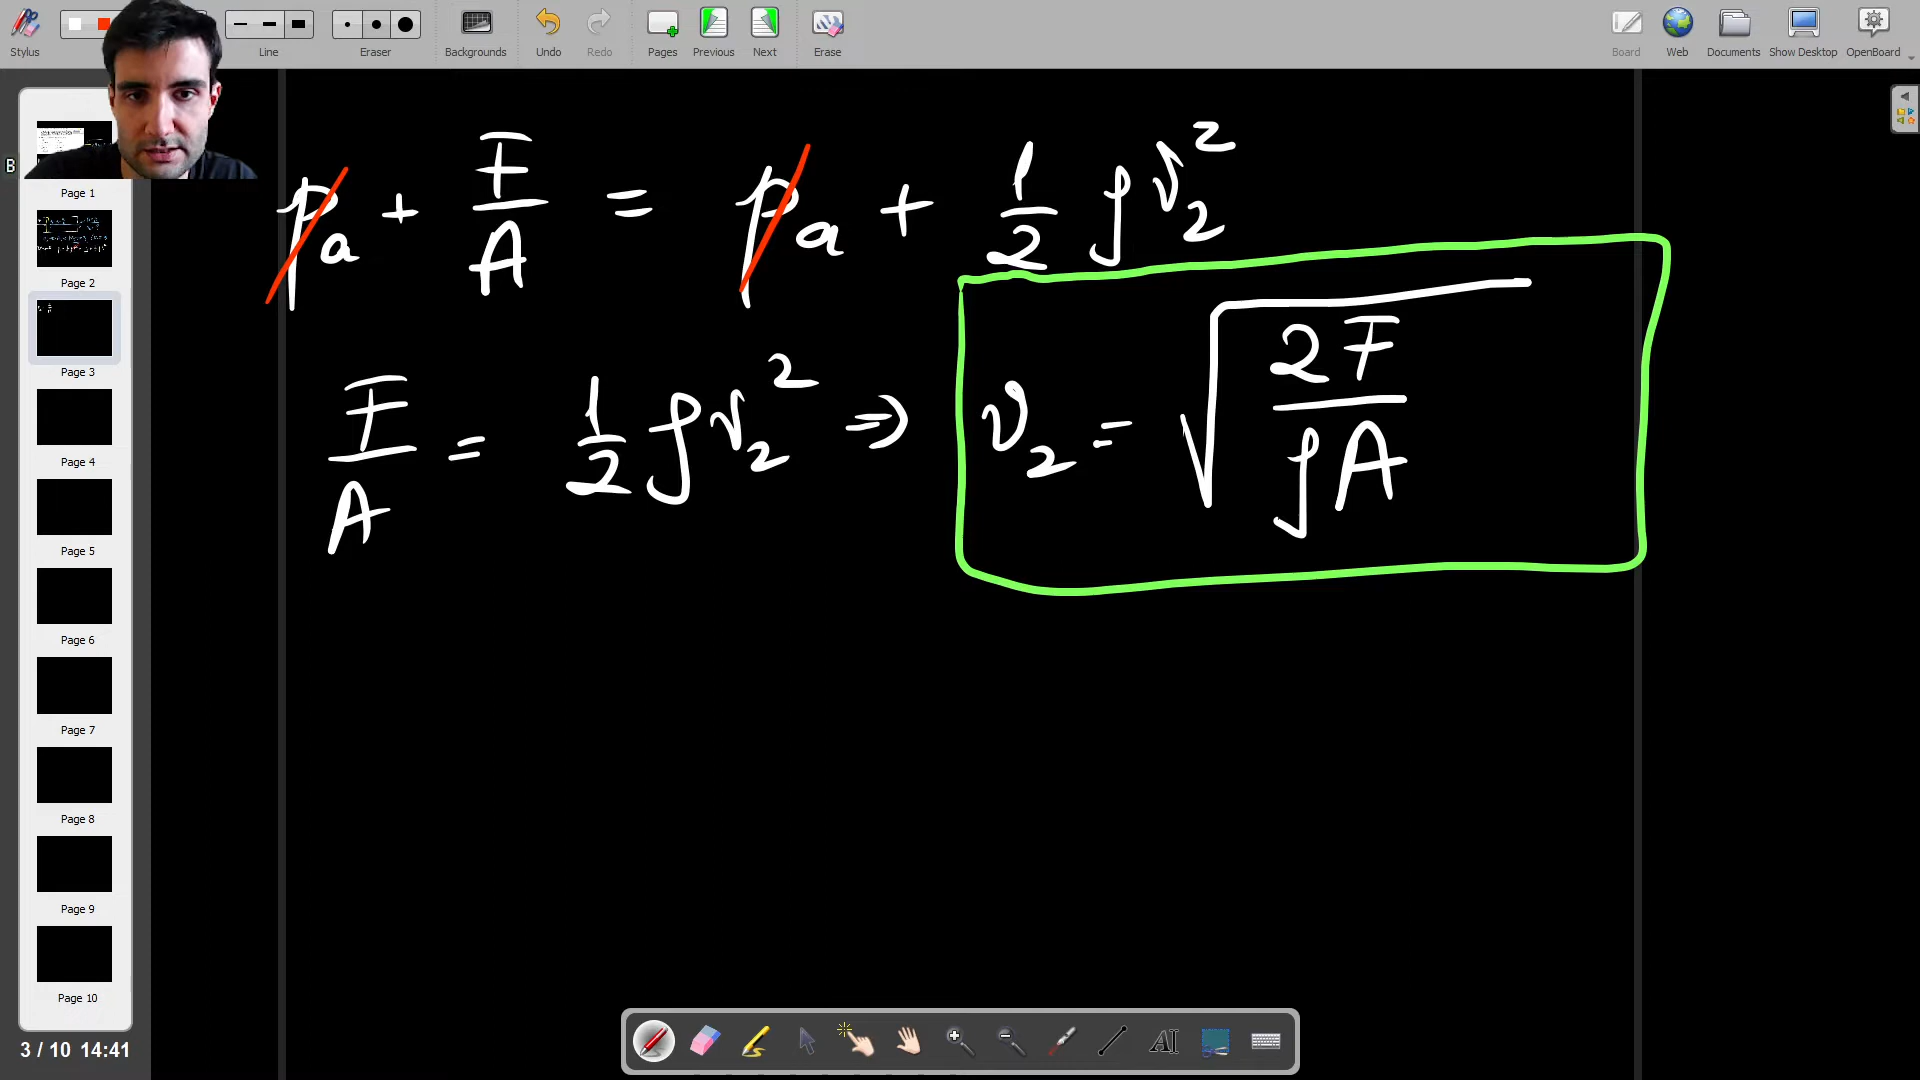 Stylus
Line
Eraser
Backgrounds
Undo
Redo
Pages
Previous
Next
Erase
Board
Web
Documents
Show Desktop
OpenBoard
B
Page 1
Page 2
Page 3
Page 4
Page 5
Page 6
Page 7
Page 8
Page 9
Page 10
3 / 10 14:41
pₐ + F/A = pₐ + 1/2 ρv₂²
F/A = 1/2 ρv₂² ⇒ v₂ = √(2F/ρA)
AI